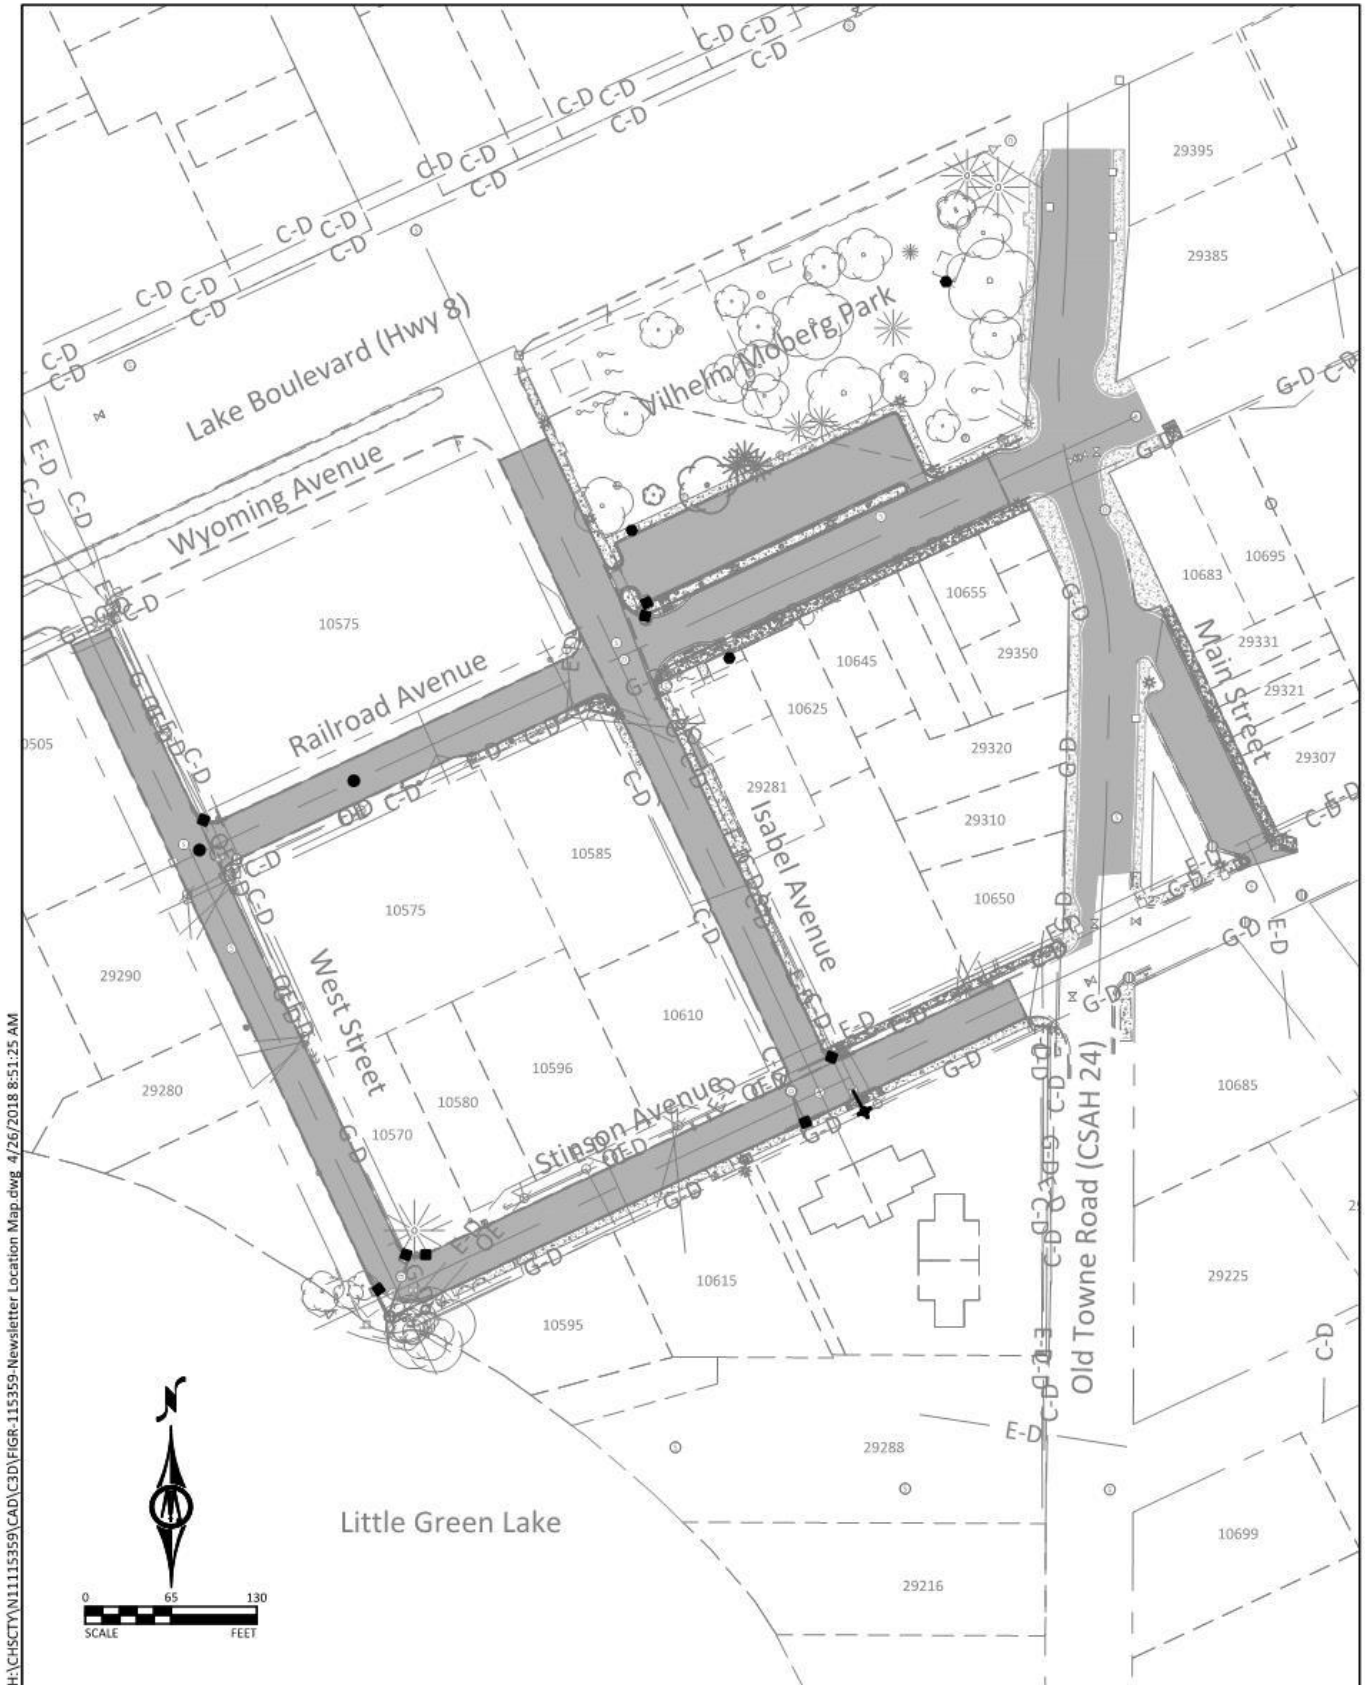 C-D C-D
C-D
C-D C-D
C-D
C-D C-D
C-D
C-D C-D
C-D
C-D C-D
C-D
C-D
C-D
29395
29385
Lake Boulevard (Hwy 8)
Vilhelm Moberg Park
G-D C-D
E-D
C-D
C-D
Wyoming Avenue
G-D
C-D
10575
10655
10683
10695
G-D
Main Street
29331
29321
29307
29350
10645
10625
29320
29281
29310
10650
Railroad Avenue
E-D
G-D
C-D
0505
E-D
C-D
C-D
C-D
C-D
10585
10575
C-D
C-D
Isabel Avenue
G-D
G-D
C-D
E-D
C-D
E-D
G-D
E-D
29290
29280
West Street
10610
10596
10580
10570
G-D
Stinson Avenue
E-D
C-D
G-D
G-D
G-D
G-D
G-D
10685
C-D
G-D
C-D
C-D
Old Towne Road (CSAH 24)
10615
10595
29225
C-D
E-D
C-D
E-D
29288
10699
29216
Little Green Lake
N
0 65 130
SCALE FEET
H:\CHSCTY\N11115359\CAD\C3D\FIGR-115359-Newsletter Location Map.dwg 4/26/2018 8:51:25 AM